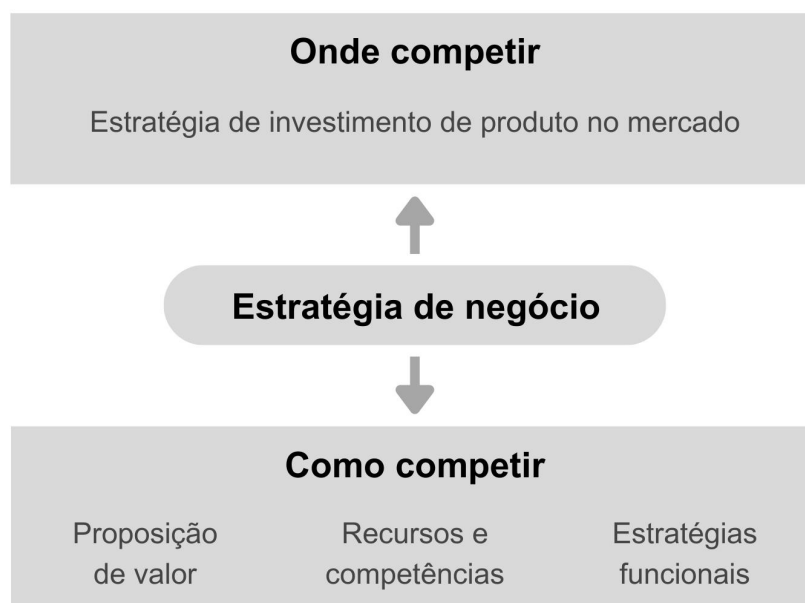 Onde competir
Estratégia de investimento de produto no mercado
Estratégia de negócio
Como competir
Proposição
de valor
Recursos e
competências
Estratégias
funcionais